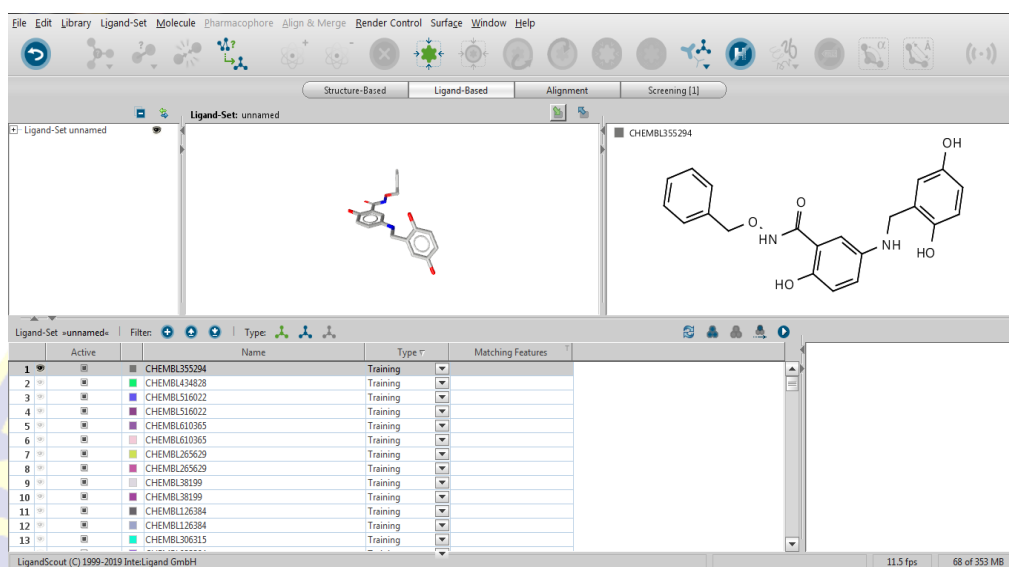 File Edit Library Ligand-Set Molecule Pharmacophore Align & Merge Render Control Surface Window Help
Structure-Based Ligand-Based Alignment Screening [1]
Ligand-Set: unnamed
Ligand-Set unnamed
CHEMBL355294
OH
O
O
HN
NH
HO
HO
Ligand-Set »unnamed« Filter: Type:
Active Name Type Matching Features
1 CHEMBL355294 Training
2 CHEMBL434828 Training
3 CHEMBL516022 Training
4 CHEMBL516022 Training
5 CHEMBL610365 Training
6 CHEMBL610365 Training
7 CHEMBL265629 Training
8 CHEMBL265629 Training
9 CHEMBL38199 Training
10 CHEMBL38199 Training
11 CHEMBL126384 Training
12 CHEMBL126384 Training
13 CHEMBL306315 Training
LigandScout (C) 1999-2019 Inte:Ligand GmbH 11.5 fps 68 of 353 MB